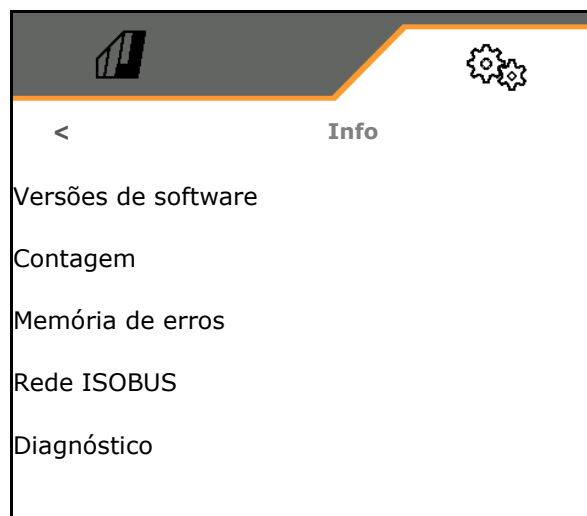 < Info
Versões de software
Contagem
Memória de erros
Rede ISOBUS
Diagnóstico